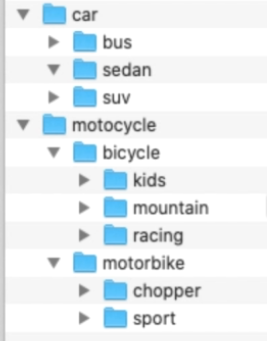 car
bus
sedan
suv
motocycle
bicycle
kids
mountain
racing
motorbike
chopper
sport